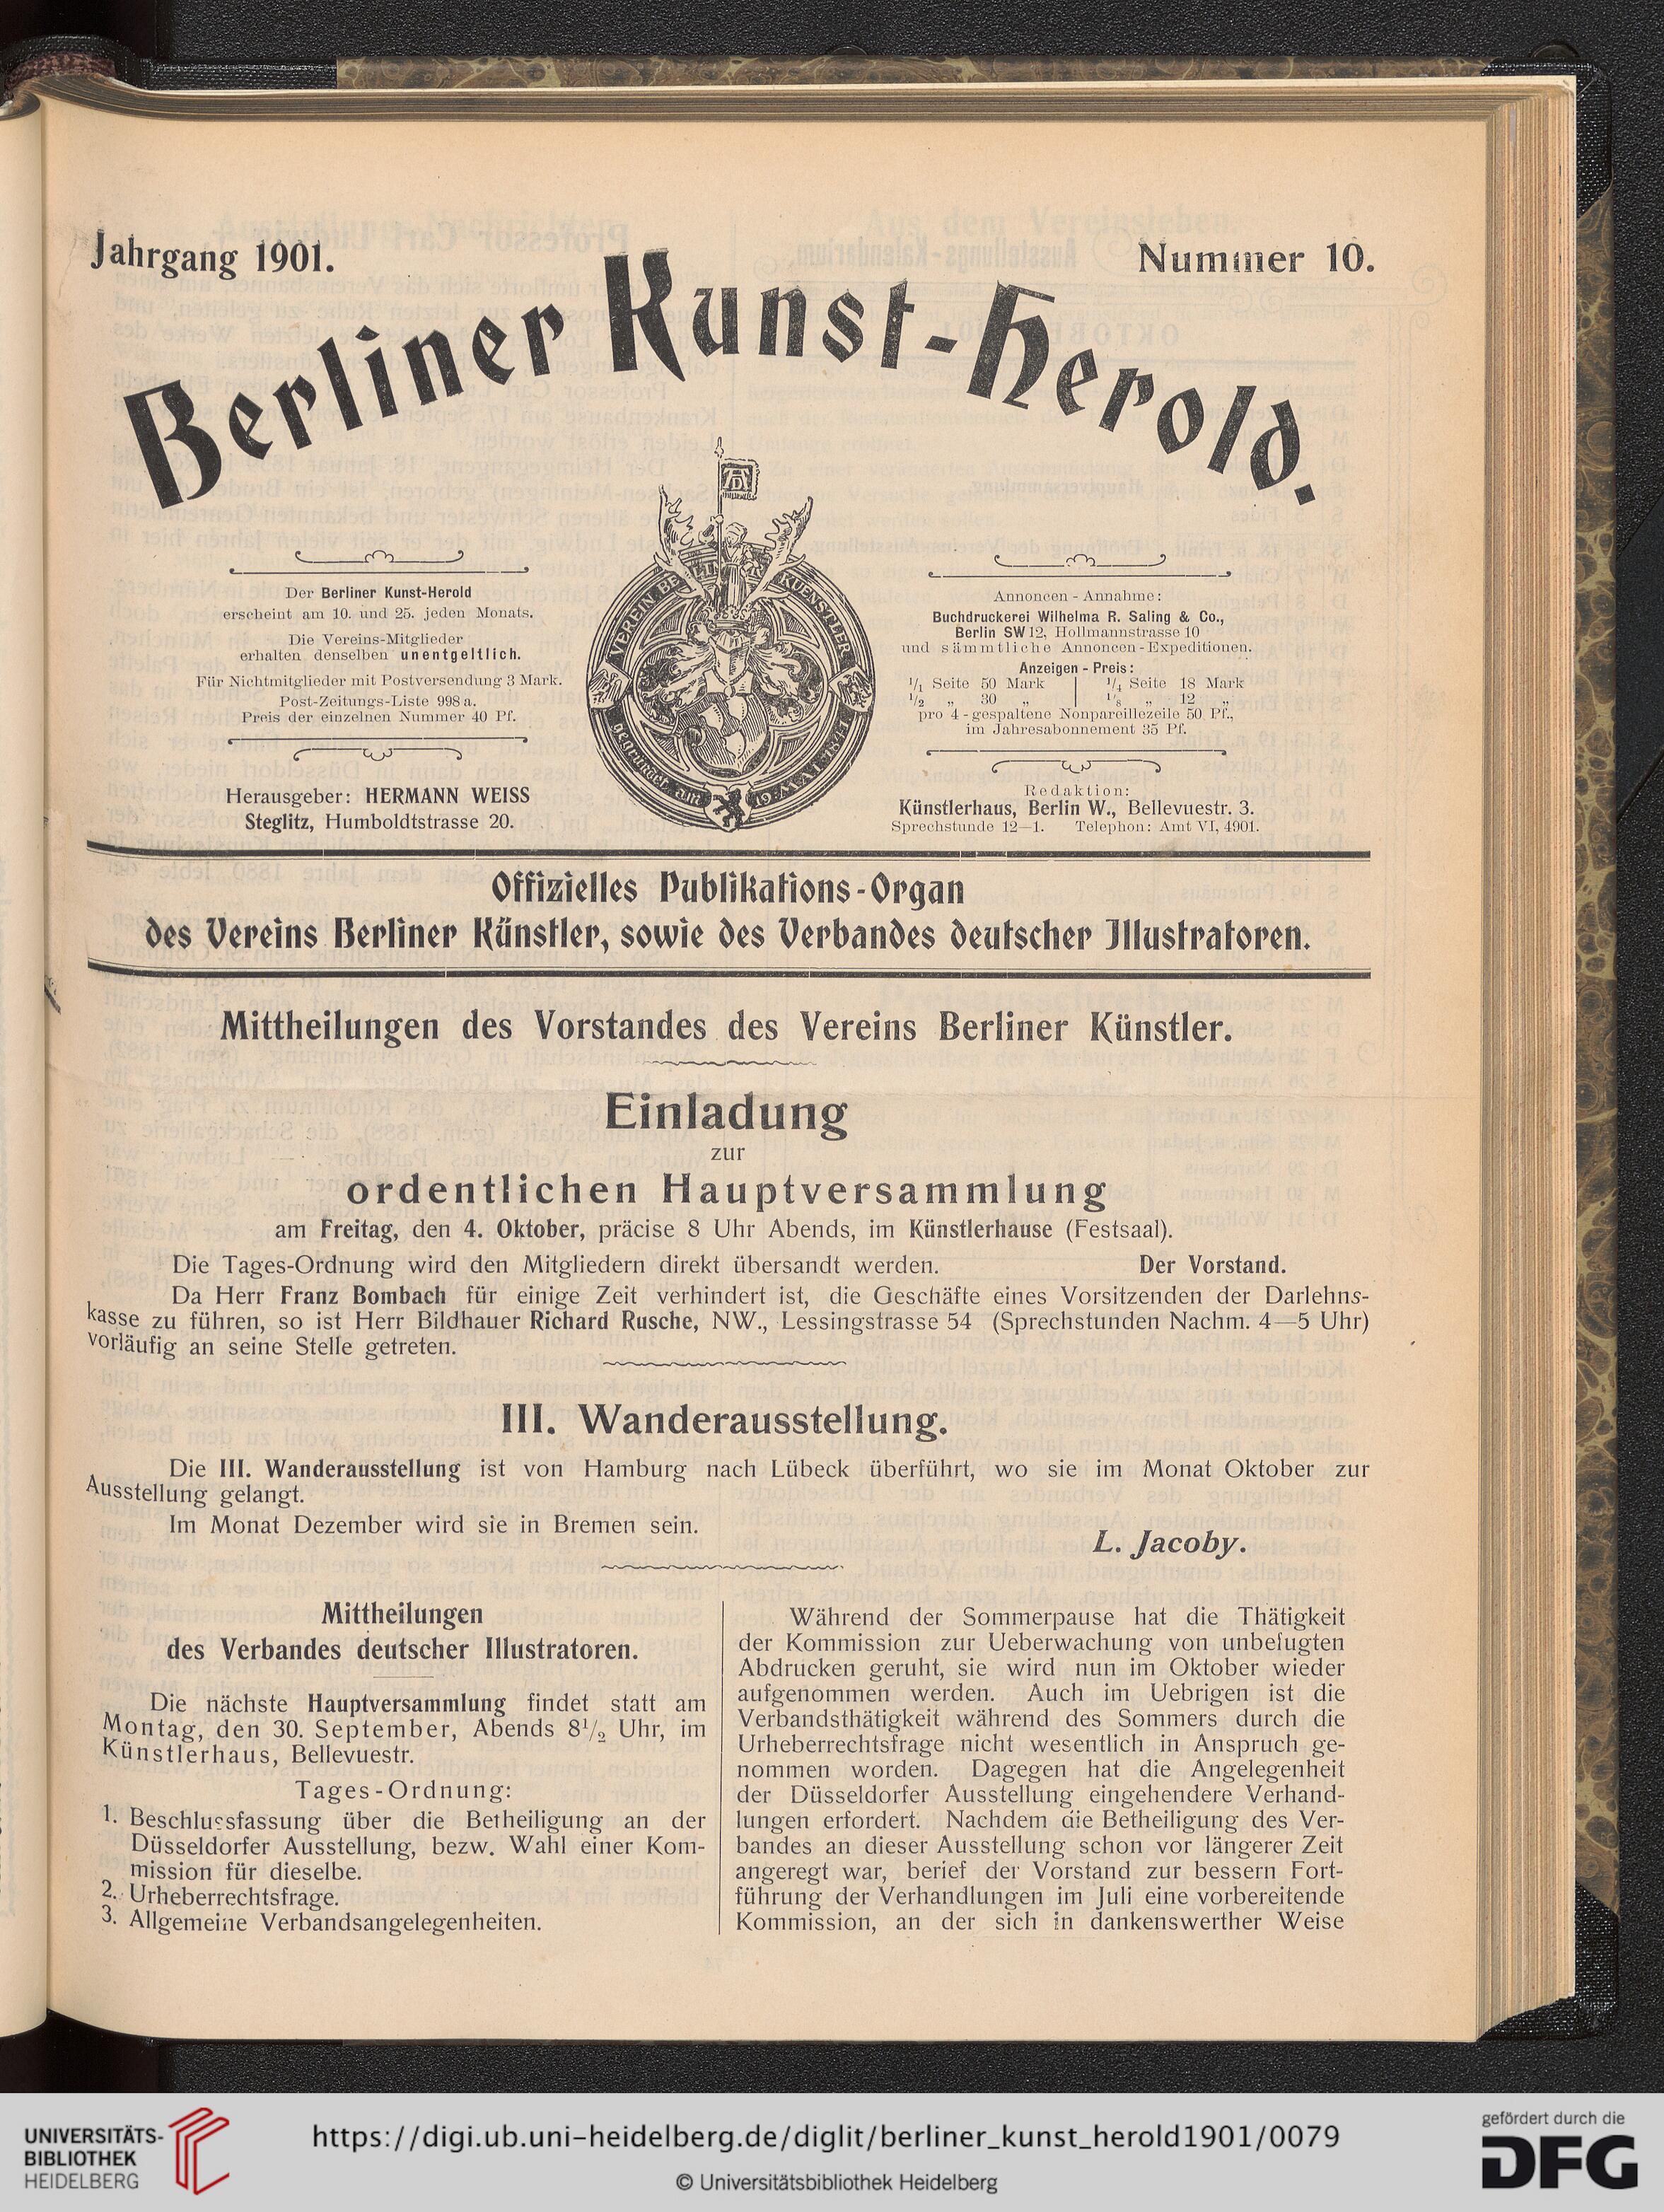 Jahrgang 1901.
Nummer 10.
Berliner Kunst-Herold.
Der Berliner Kunst-Herold
erscheint am 10. und 25. jeden Monats.
Die Vereins-Mitglieder
erhalten denselben unentgeltlich.
Für Nichtmitglieder mit Postversendung 3 Mark.
Post-Zeitungs-Liste 998a.
Preis der einzelnen Nummer 40 Pf.
Herausgeber: HERMANN WEISS
Steglitz, Humboldtstrasse 20.
VEREIN BERLINER KUENSTLER
gegruendet am 19. MAI 1841
Annoncen-Annahme:
Buchdruckerei Wilhelma R. Saling & Co.,
Berlin SW 12, Hollmannstrasse 10
und sämmtliche Annoncen-Expeditionen.
Anzeigen-Preis:
1/1 Seite 50 Mark | 1/4 Seite 18 Mark
1/2 „ 30 „ | 1/8 „ 12 „
pro 4-gespaltene Nonpareillezeile 50 Pf.,
im Jahresabonnement 35 Pf.
Redaktion:
Künstlerhaus, Berlin W., Bellevuestr. 3.
Sprechstunde 12—1. Telephon: Amt VI, 4901.
Offizielles Publikations-Organ
des Vereins Berliner Künstler, sowie des Verbandes deutscher Illustratoren.
Mittheilungen des Vorstandes des Vereins Berliner Künstler.
Einladung
zur
ordentlichen Hauptversammlung
am Freitag, den 4. Oktober, präcise 8 Uhr Abends, im Künstlerhause (Festsaal).
Die Tages-Ordnung wird den Mitgliedern direkt übersandt werden. Der Vorstand.
Da Herr Franz Bombach für einige Zeit verhindert ist, die Geschäfte eines Vorsitzenden der Darlehns-
kasse zu führen, so ist Herr Bildhauer Richard Rusche, NW., Lessingstrasse 54 (Sprechstunden Nachm. 4—5 Uhr)
vorläufig an seine Stelle getreten.
III. Wanderausstellung.
Die III. Wanderausstellung ist von Hamburg nach Lübeck überführt, wo sie im Monat Oktober zur
Ausstellung gelangt.
Im Monat Dezember wird sie in Bremen sein.
L. Jacoby.
Mittheilungen
des Verbandes deutscher Illustratoren.
Die nächste Hauptversammlung findet statt am
Montag, den 30. September, Abends 8 1/2 Uhr, im
Künstlerhaus, Bellevuestr.
Tages-Ordnung:
1. Beschlussfassung über die Betheiligung an der
Düsseldorfer Ausstellung, bezw. Wahl einer Kom-
mission für dieselbe.
2. Urheberrechtsfrage.
3. Allgemeine Verbandsangelegenheiten.
Während der Sommerpause hat die Thätigkeit
der Kommission zur Ueberwachung von unbefugten
Abdrucken geruht, sie wird nun im Oktober wieder
aufgenommen werden. Auch im Uebrigen ist die
Verbandsthätigkeit während des Sommers durch die
Urheberrechtsfrage nicht wesentlich in Anspruch ge-
nommen worden. Dagegen hat die Angelegenheit
der Düsseldorfer Ausstellung eingehendere Verhand-
lungen erfordert. Nachdem die Betheiligung des Ver-
bandes an dieser Ausstellung schon vor längerer Zeit
angeregt war, berief der Vorstand zur bessern Fort-
führung der Verhandlungen im Juli eine vorbereitende
Kommission, an der sich in dankenswerther Weise
UNIVERSITÄTS-
BIBLIOTHEK
HEIDELBERG
https://digi.ub.uni-heidelberg.de/diglit/berliner_kunst_herold1901/0079
© Universitätsbibliothek Heidelberg
gefördert durch die
DFG